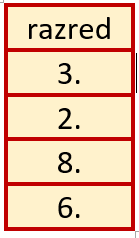 razred
3.
2.
8.
6.